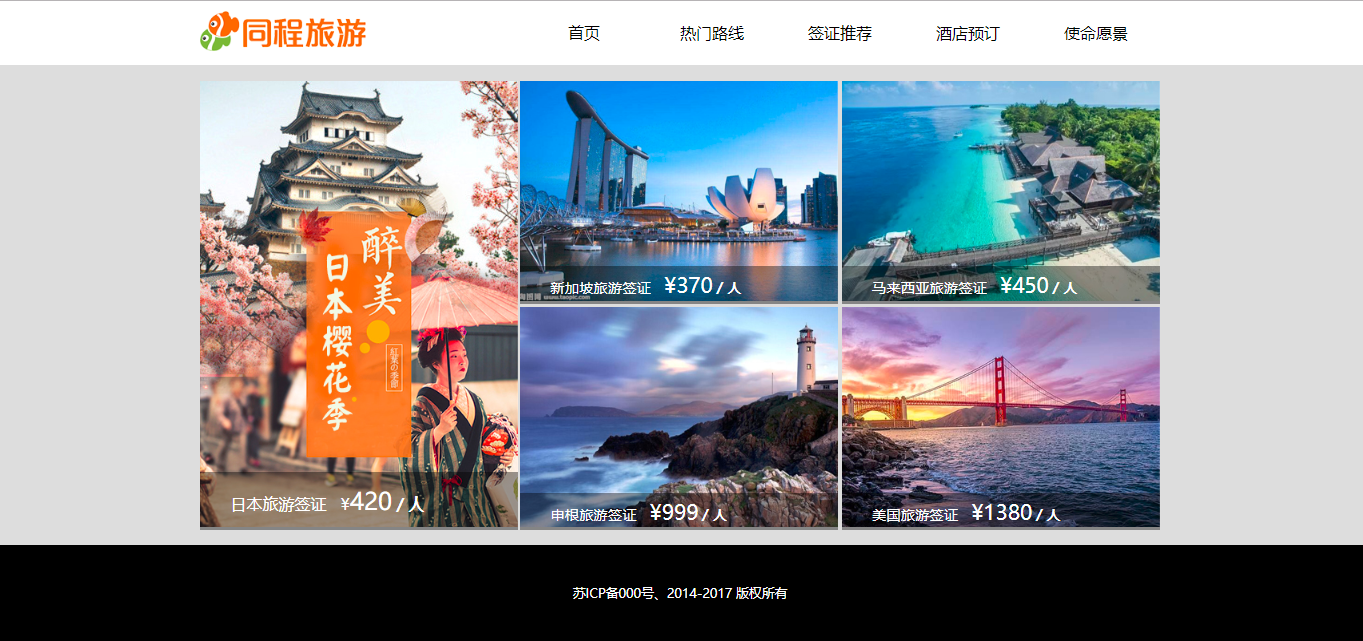 同程旅游
首页
热门路线
签证推荐
酒店预订
使命愿景
醉美
日本樱花季
紅葉の季節
日本旅游签证 ¥420 / 人
新加坡旅游签证 ¥370 / 人
马来西亚旅游签证 ¥450 / 人
申根旅游签证 ¥999 / 人
美国旅游签证 ¥1380 / 人
苏ICP备000号、2014-2017 版权所有